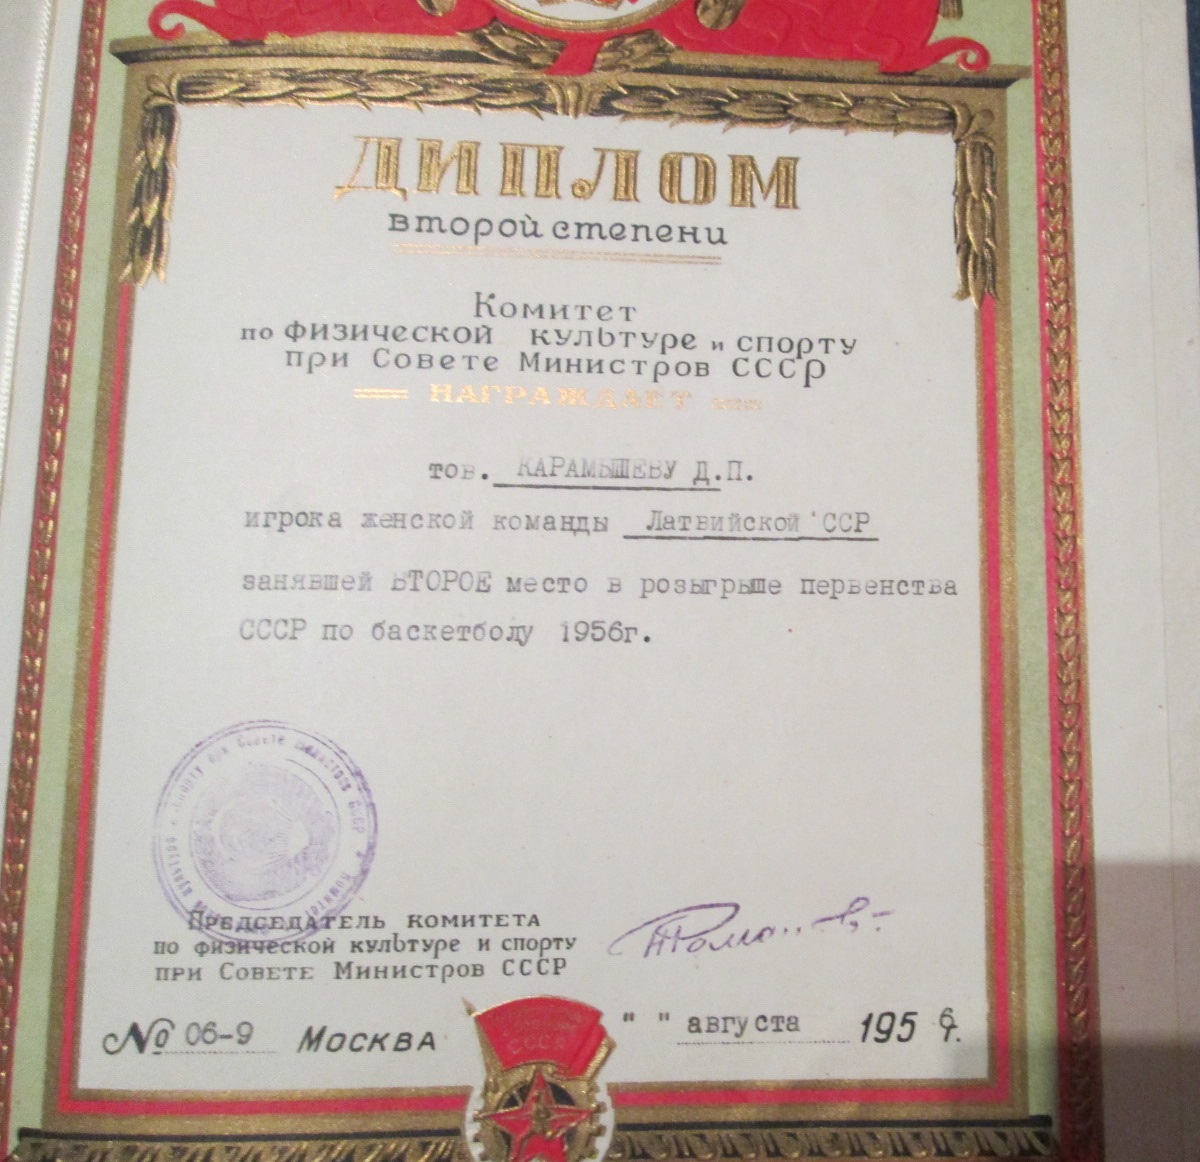 ДИПЛОМ
второй степени
Комитет
по физической культуре и спорту
при Совете Министров СССР
НАГРАЖДАЕТ
тов. КАРАМЫШЕВУ Д.П.
игрока женской команды Латвийской ССР
занявшей ВТОРОЕ место в розыгрыше первенства
СССР по баскетболу 1956г.
Председатель комитета
по физической культуре и спорту
при Совете Министров СССР
№ 06-9 Москва " " августа 1956г.
СССР